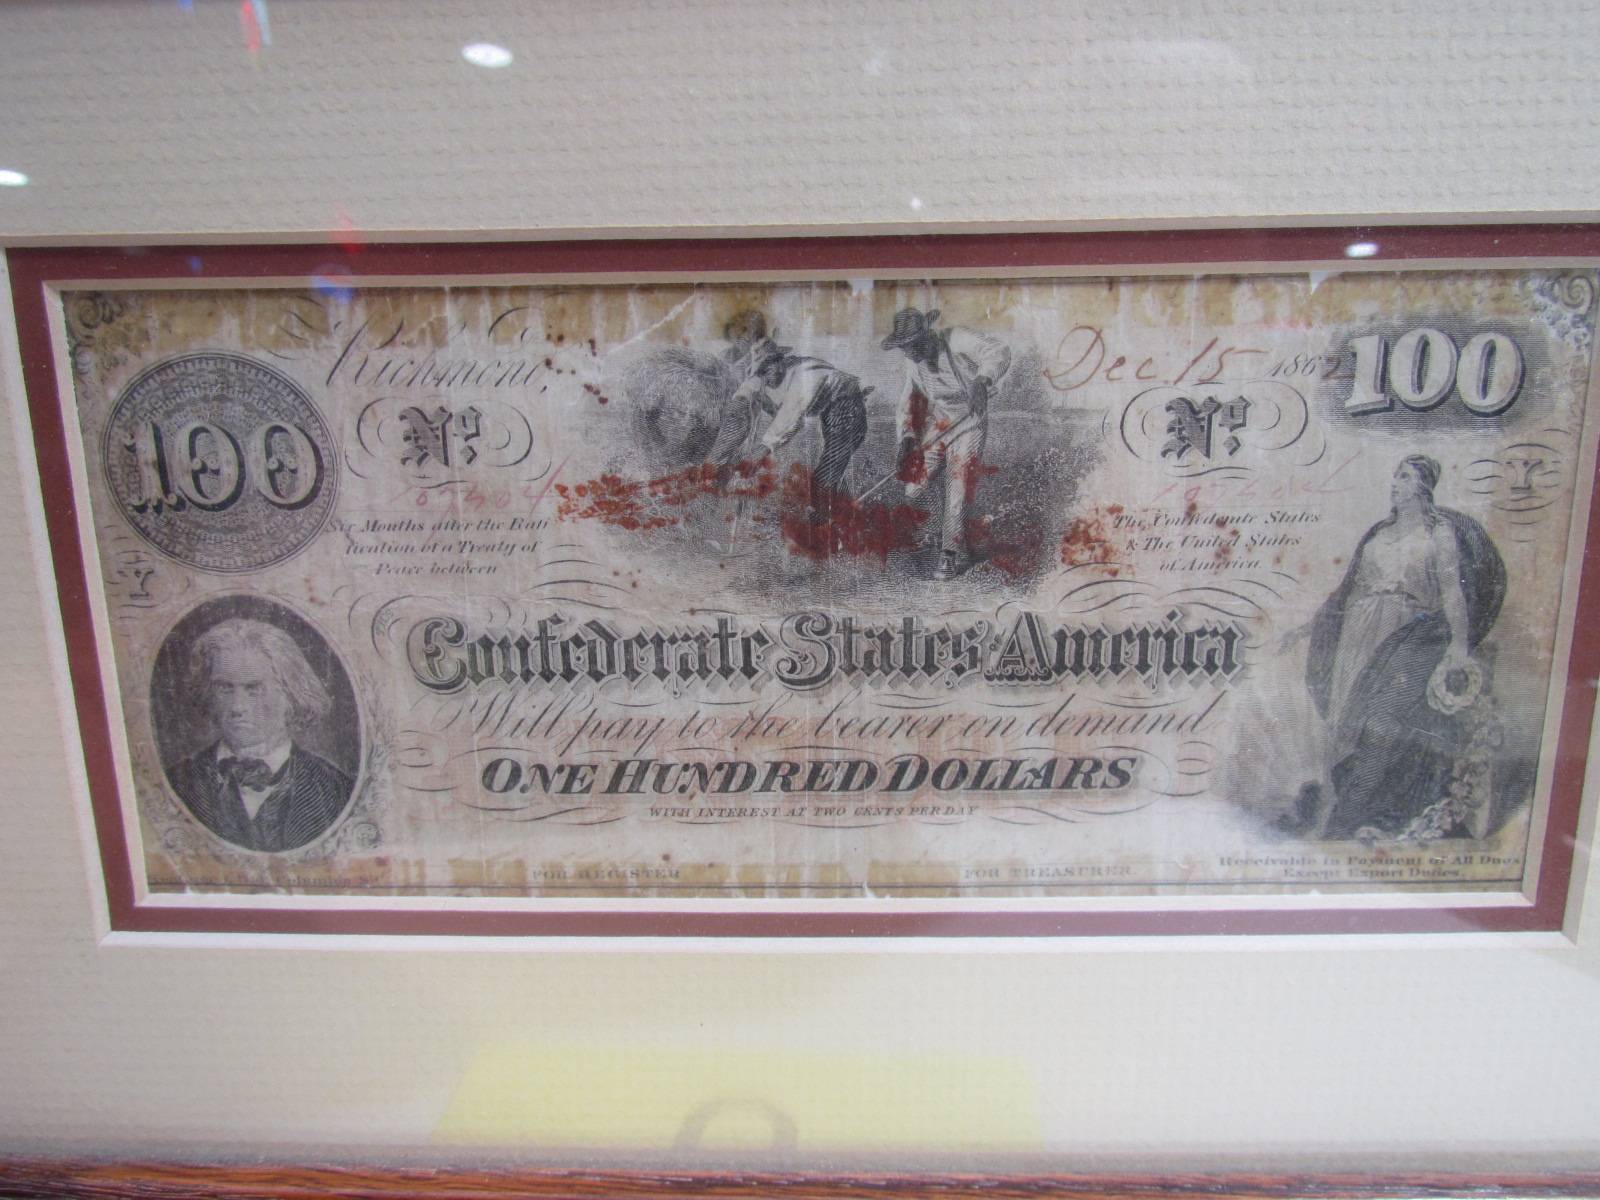 Richmond, Dec. 15 1862
100 No. No. 100
Six Months after the Rati
fication of a Treaty of
Peace between
The Confederate States
& The United States
of America
Confederate States America
Will pay to the bearer on demand
ONE HUNDRED DOLLARS
WITH INTEREST AT TWO CENTS PER DAY
FOR REGISTER
FOR TREASURER.
Receivable in Payment of All Dues
Except Export Duties.
Y